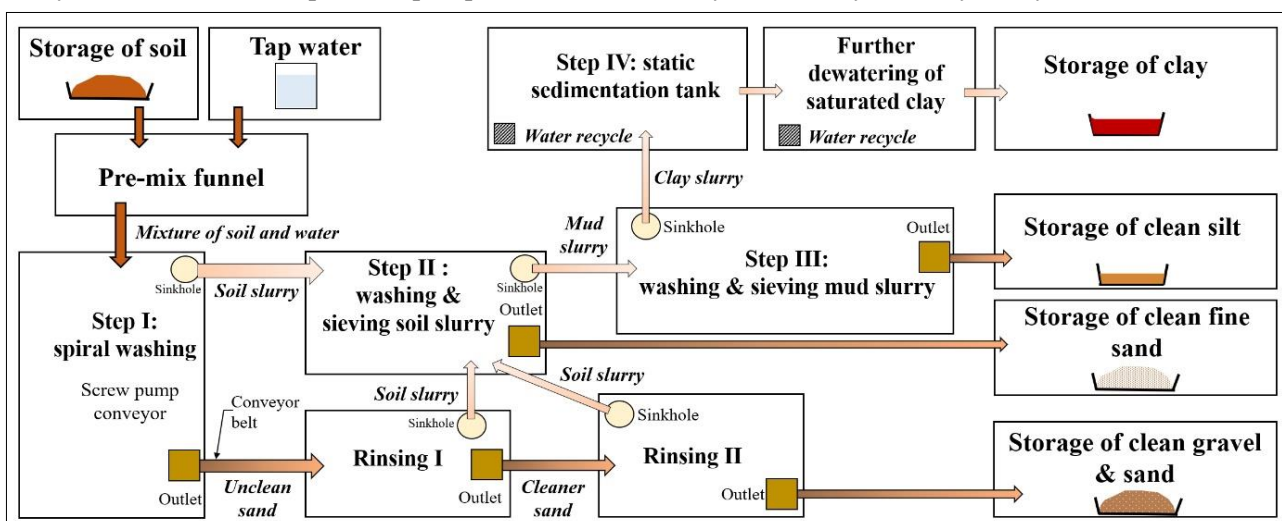 Storage of soil
Tap water
Pre-mix funnel
Mixture of soil and water
Step I:
spiral washing
Screw pump
conveyor
Sinkhole
Outlet
Soil slurry
Conveyor
belt
Unclean
sand
Step II :
washing &
sieving soil slurry
Sinkhole
Outlet
Mud
slurry
Soil slurry
Sinkhole
Rinsing I
Outlet
Cleaner
sand
Soil slurry
Sinkhole
Rinsing II
Outlet
Step III:
washing & sieving mud slurry
Sinkhole
Outlet
Clay slurry
Step IV: static
sedimentation tank
Water recycle
Further
dewatering of
saturated clay
Water recycle
Storage of clay
Storage of clean silt
Storage of clean fine
sand
Storage of clean gravel
& sand